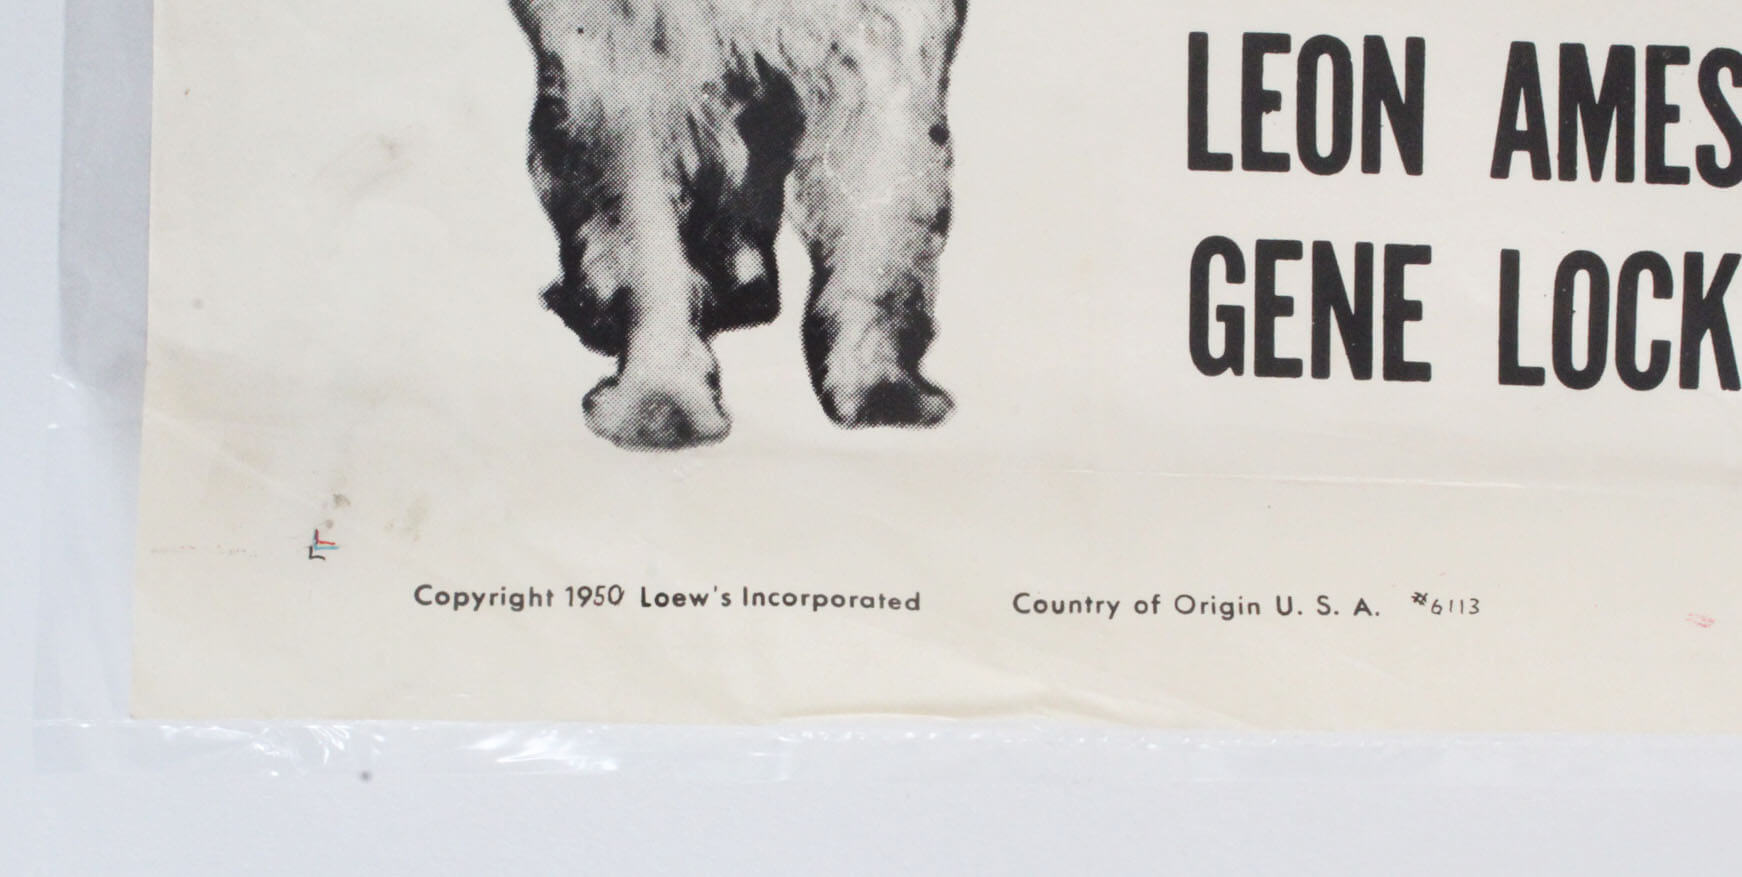 LEON AMES
GENE LOCK
Copyright 1950 Loew's Incorporated Country of Origin U. S. A. #6113